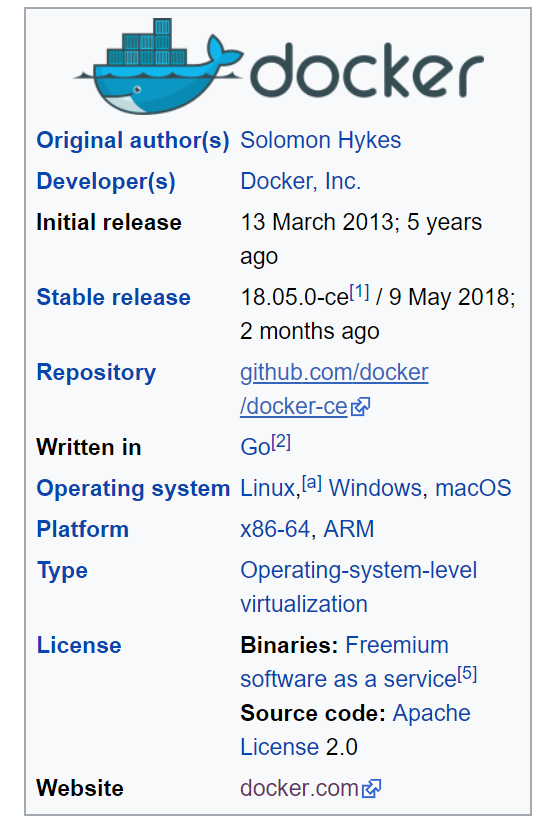 docker
Original author(s) Solomon Hykes
Developer(s) Docker, Inc.
Initial release 13 March 2013; 5 years
ago
Stable release 18.05.0-ce[1] / 9 May 2018;
2 months ago
Repository github.com/docker
/docker-ce
Written in Go[2]
Operating system Linux,[a] Windows, macOS
Platform x86-64, ARM
Type Operating-system-level
virtualization
License Binaries: Freemium
software as a service[5]
Source code: Apache
License 2.0
Website docker.com